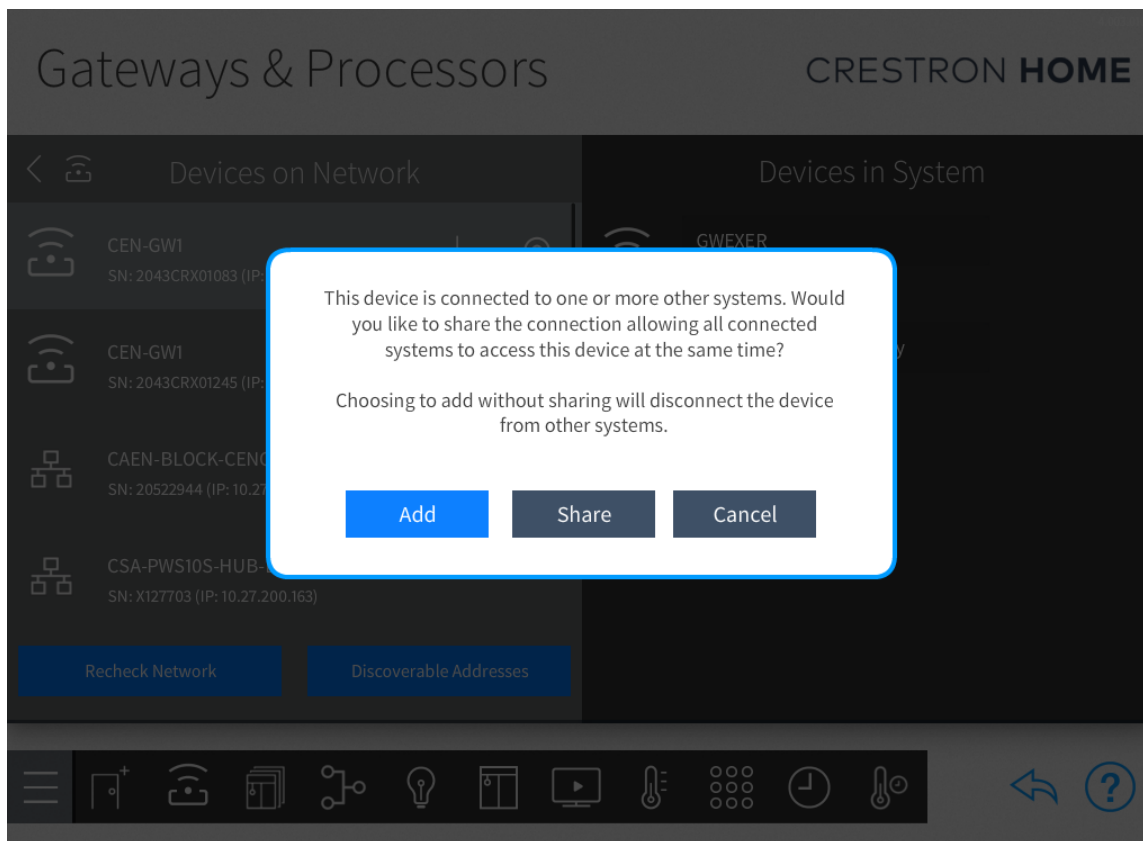 Gateways & Processors
CRESTRON HOME
Devices on Network
Devices in System
CEN-GW1
SN: 2043CRX01083 (IP:
GWEXER
CEN-GW1
SN: 2043CRX01245 (IP:
y
CAEN-BLOCK-CENG
SN: 20522944 (IP: 10.27
CSA-PWS10S-HUB-
SN: X127703 (IP: 10.27.200.163)
This device is connected to one or more other systems. Would
you like to share the connection allowing all connected
systems to access this device at the same time?
Choosing to add without sharing will disconnect the device
from other systems.
Add
Share
Cancel
Recheck Network
Discoverable Addresses
?